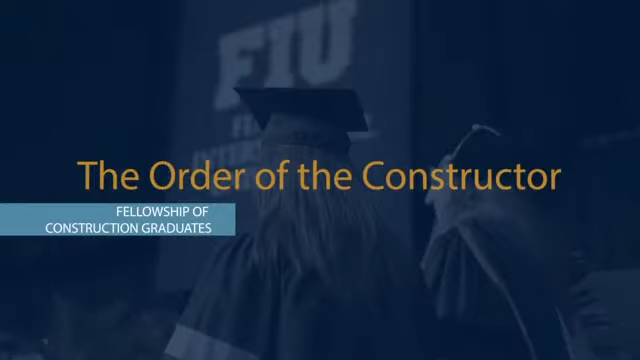 FIU
The Order of the Constructor
FELLOWSHIP OF
CONSTRUCTION GRADUATES